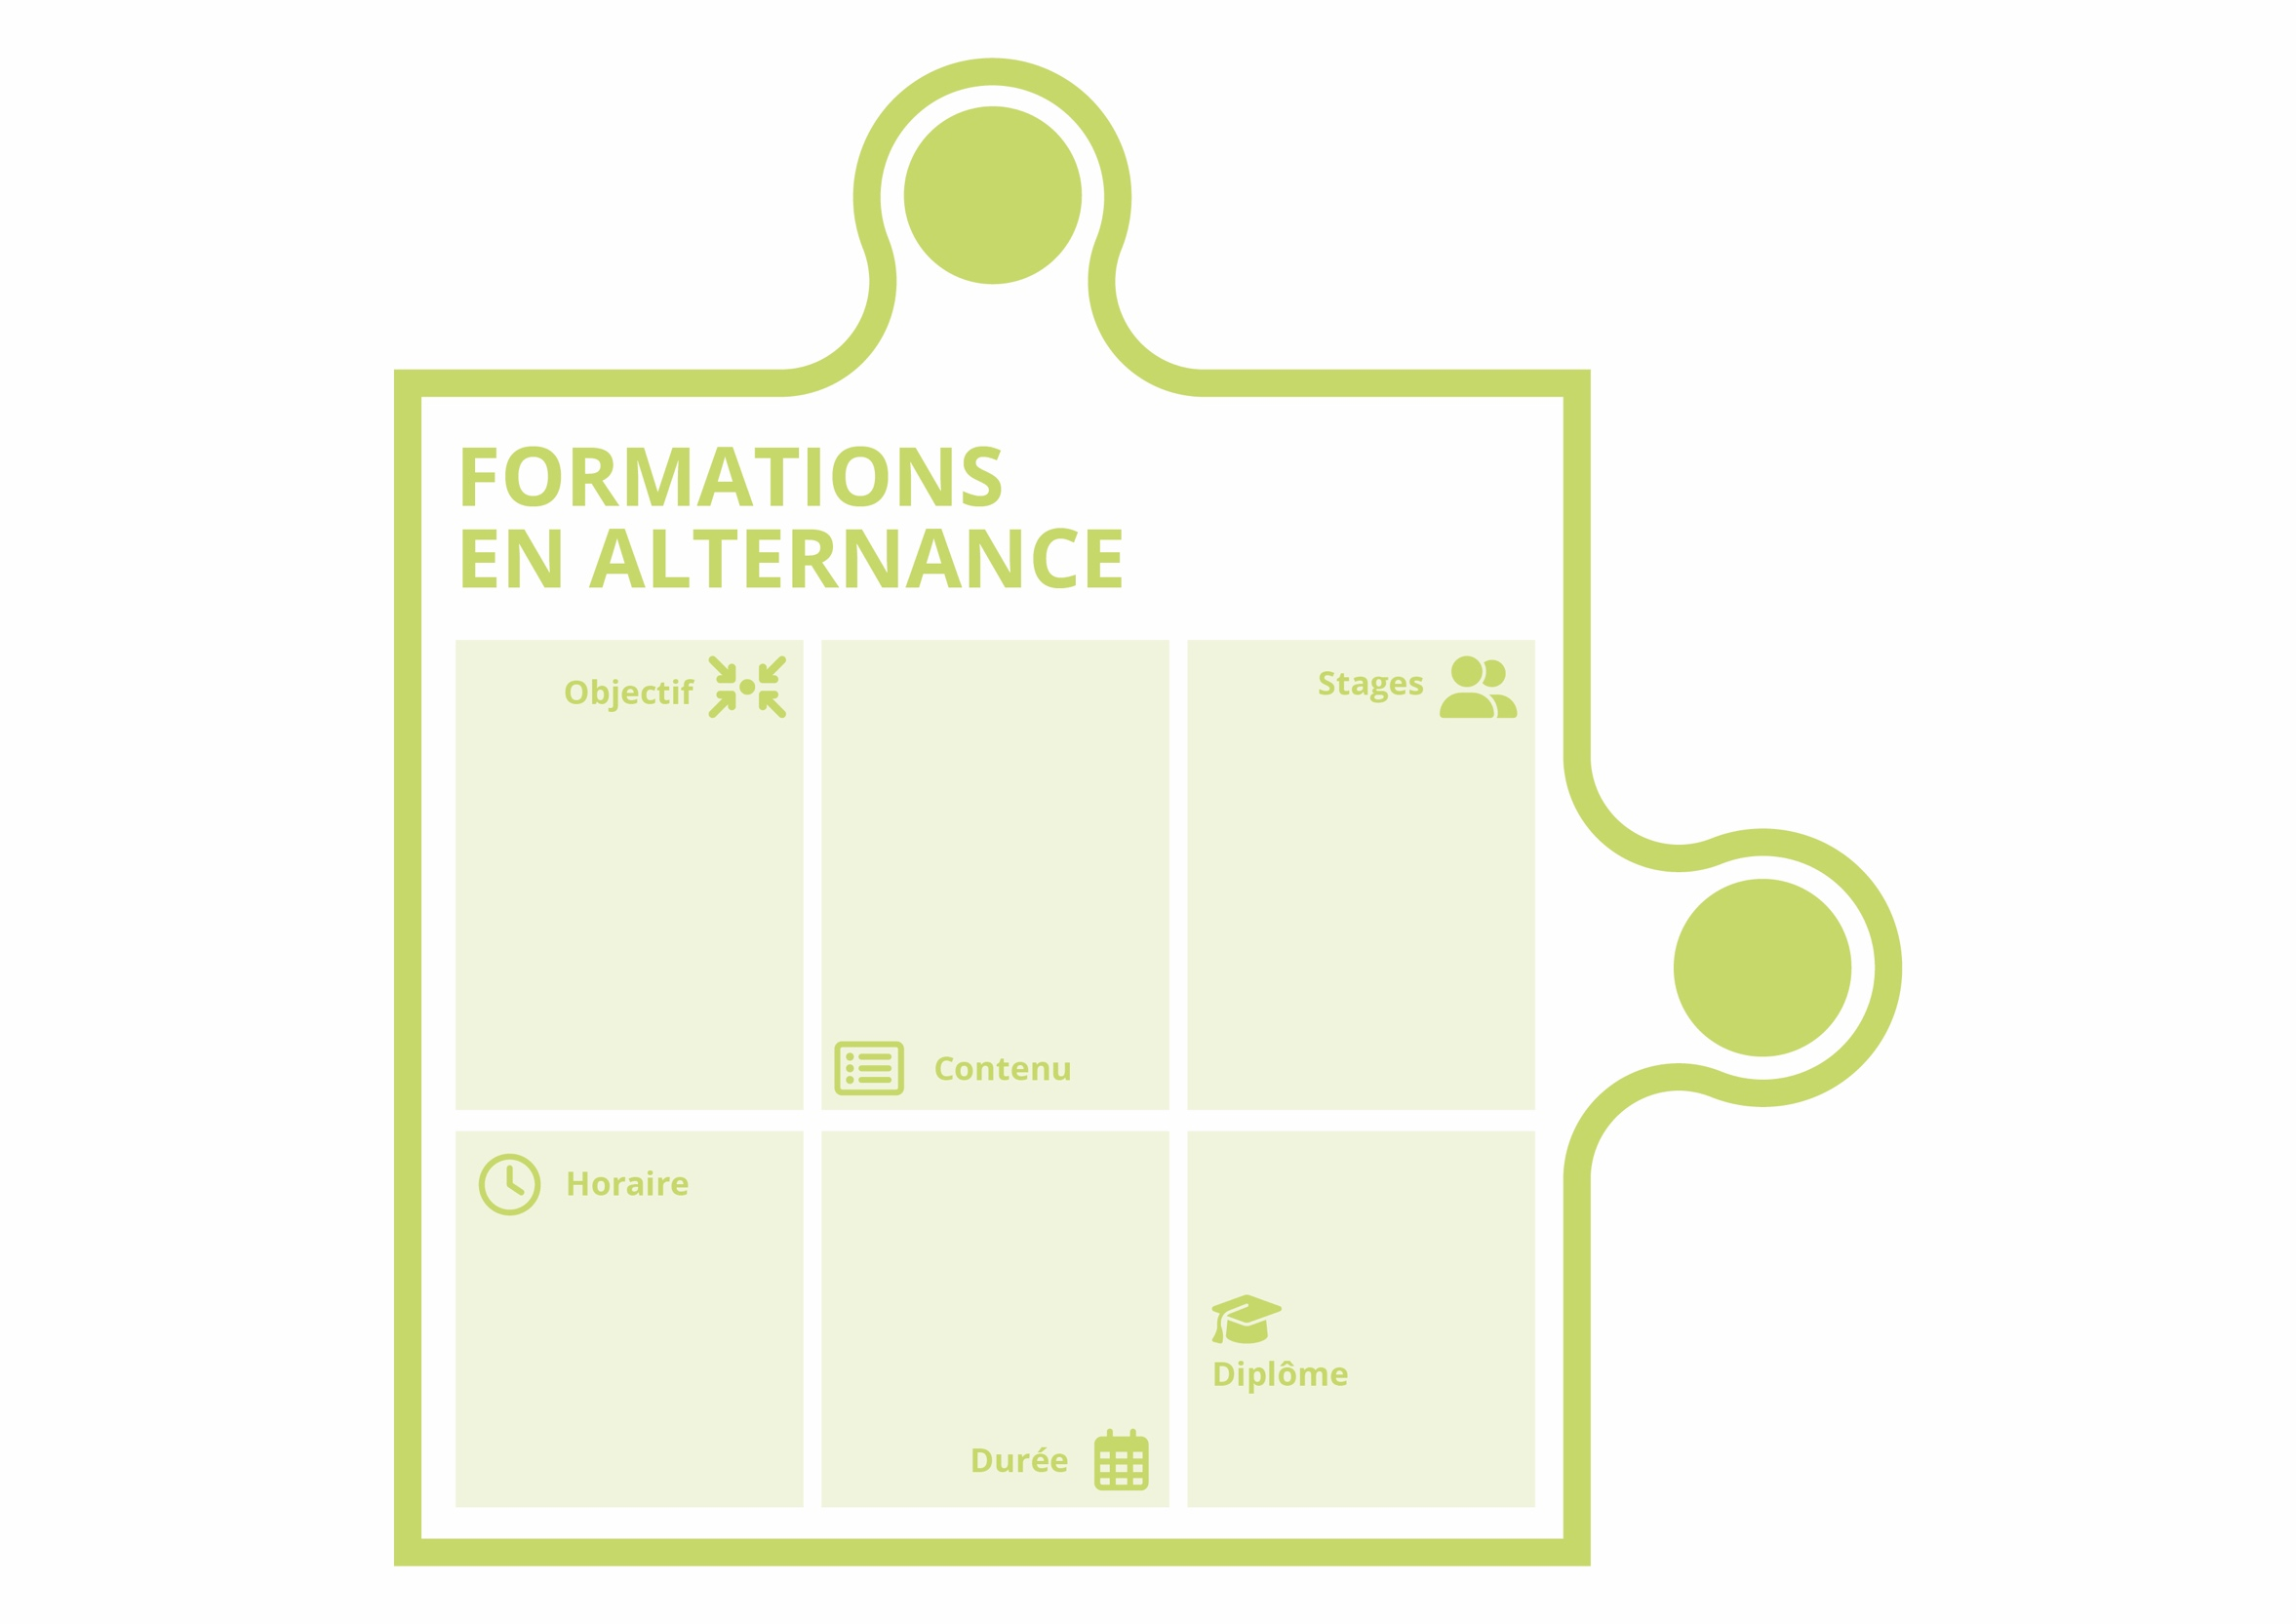 FORMATIONS
EN ALTERNANCE
Objectif
Contenu
Stages
Horaire
Durée
Diplôme